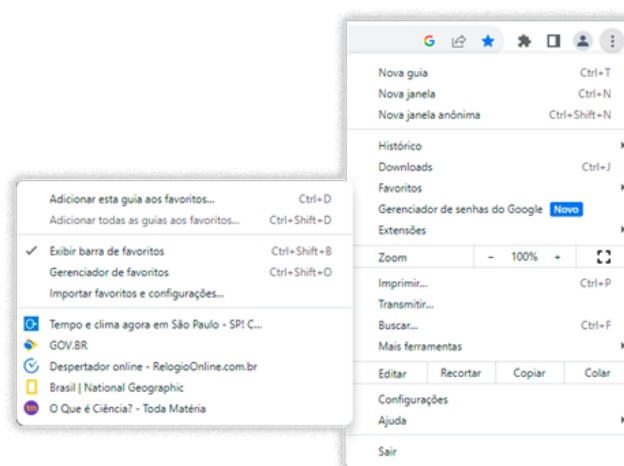 Nova guia Ctrl+T
Nova janela Ctrl+N
Nova janela anônima Ctrl+Shift+N
Histórico
Downloads Ctrl+J
Favoritos
Gerenciador de senhas do Google Novo
Extensões
Zoom - 100% +
Imprimir... Ctrl+P
Transmitir...
Buscar... Ctrl+F
Mais ferramentas
Editar Recortar Copiar Colar
Configurações
Ajuda
Sair
Adicionar esta guia aos favoritos... Ctrl+D
Adicionar todas as guias aos favoritos... Ctrl+Shift+D
Exibir barra de favoritos Ctrl+Shift+B
Gerenciador de favoritos Ctrl+Shift+O
Importar favoritos e configurações...
Tempo e clima agora em São Paulo - SP! C...
GOV.BR
Despertador online - RelogioOnline.com.br
Brasil | National Geographic
tm O Que é Ciência? - Toda Matéria